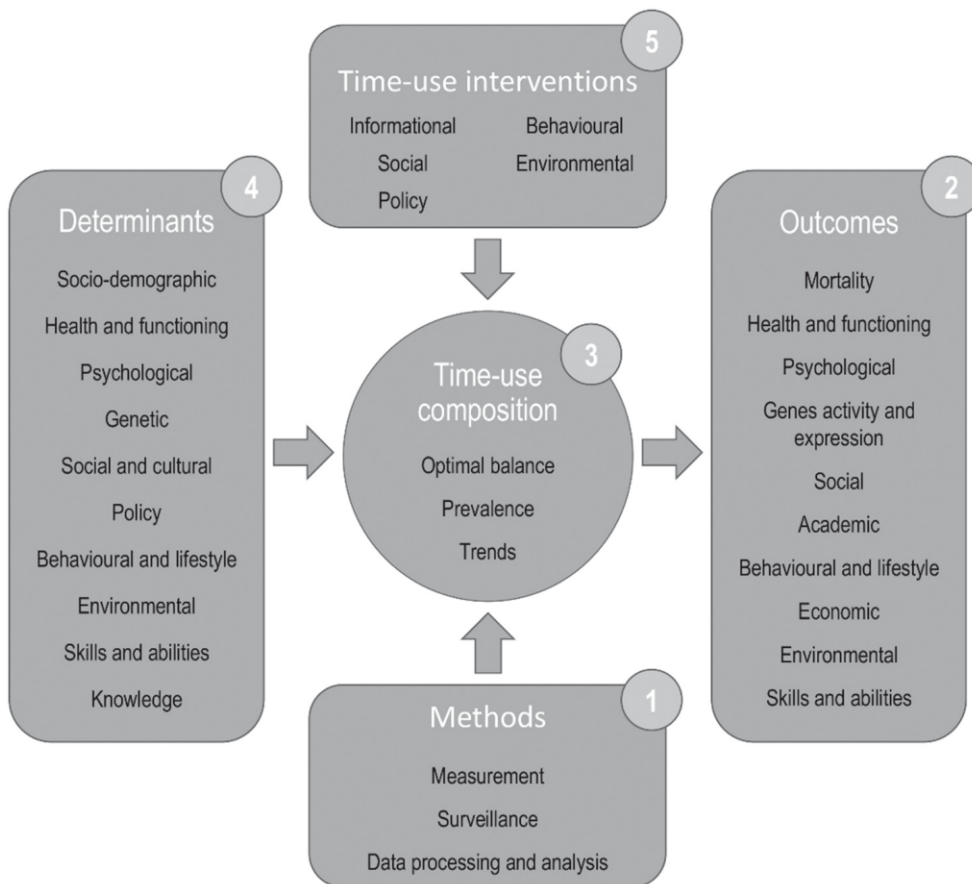 5
Time-use interventions
Informational
Behavioural
Social
Environmental
Policy
4
Determinants
Socio-demographic
Health and functioning
Psychological
Genetic
Social and cultural
Policy
Behavioural and lifestyle
Environmental
Skills and abilities
Knowledge
3
Time-use
composition
Optimal balance
Prevalence
Trends
2
Outcomes
Mortality
Health and functioning
Psychological
Genes activity and
expression
Social
Academic
Behavioural and lifestyle
Economic
Environmental
Skills and abilities
1
Methods
Measurement
Surveillance
Data processing and analysis